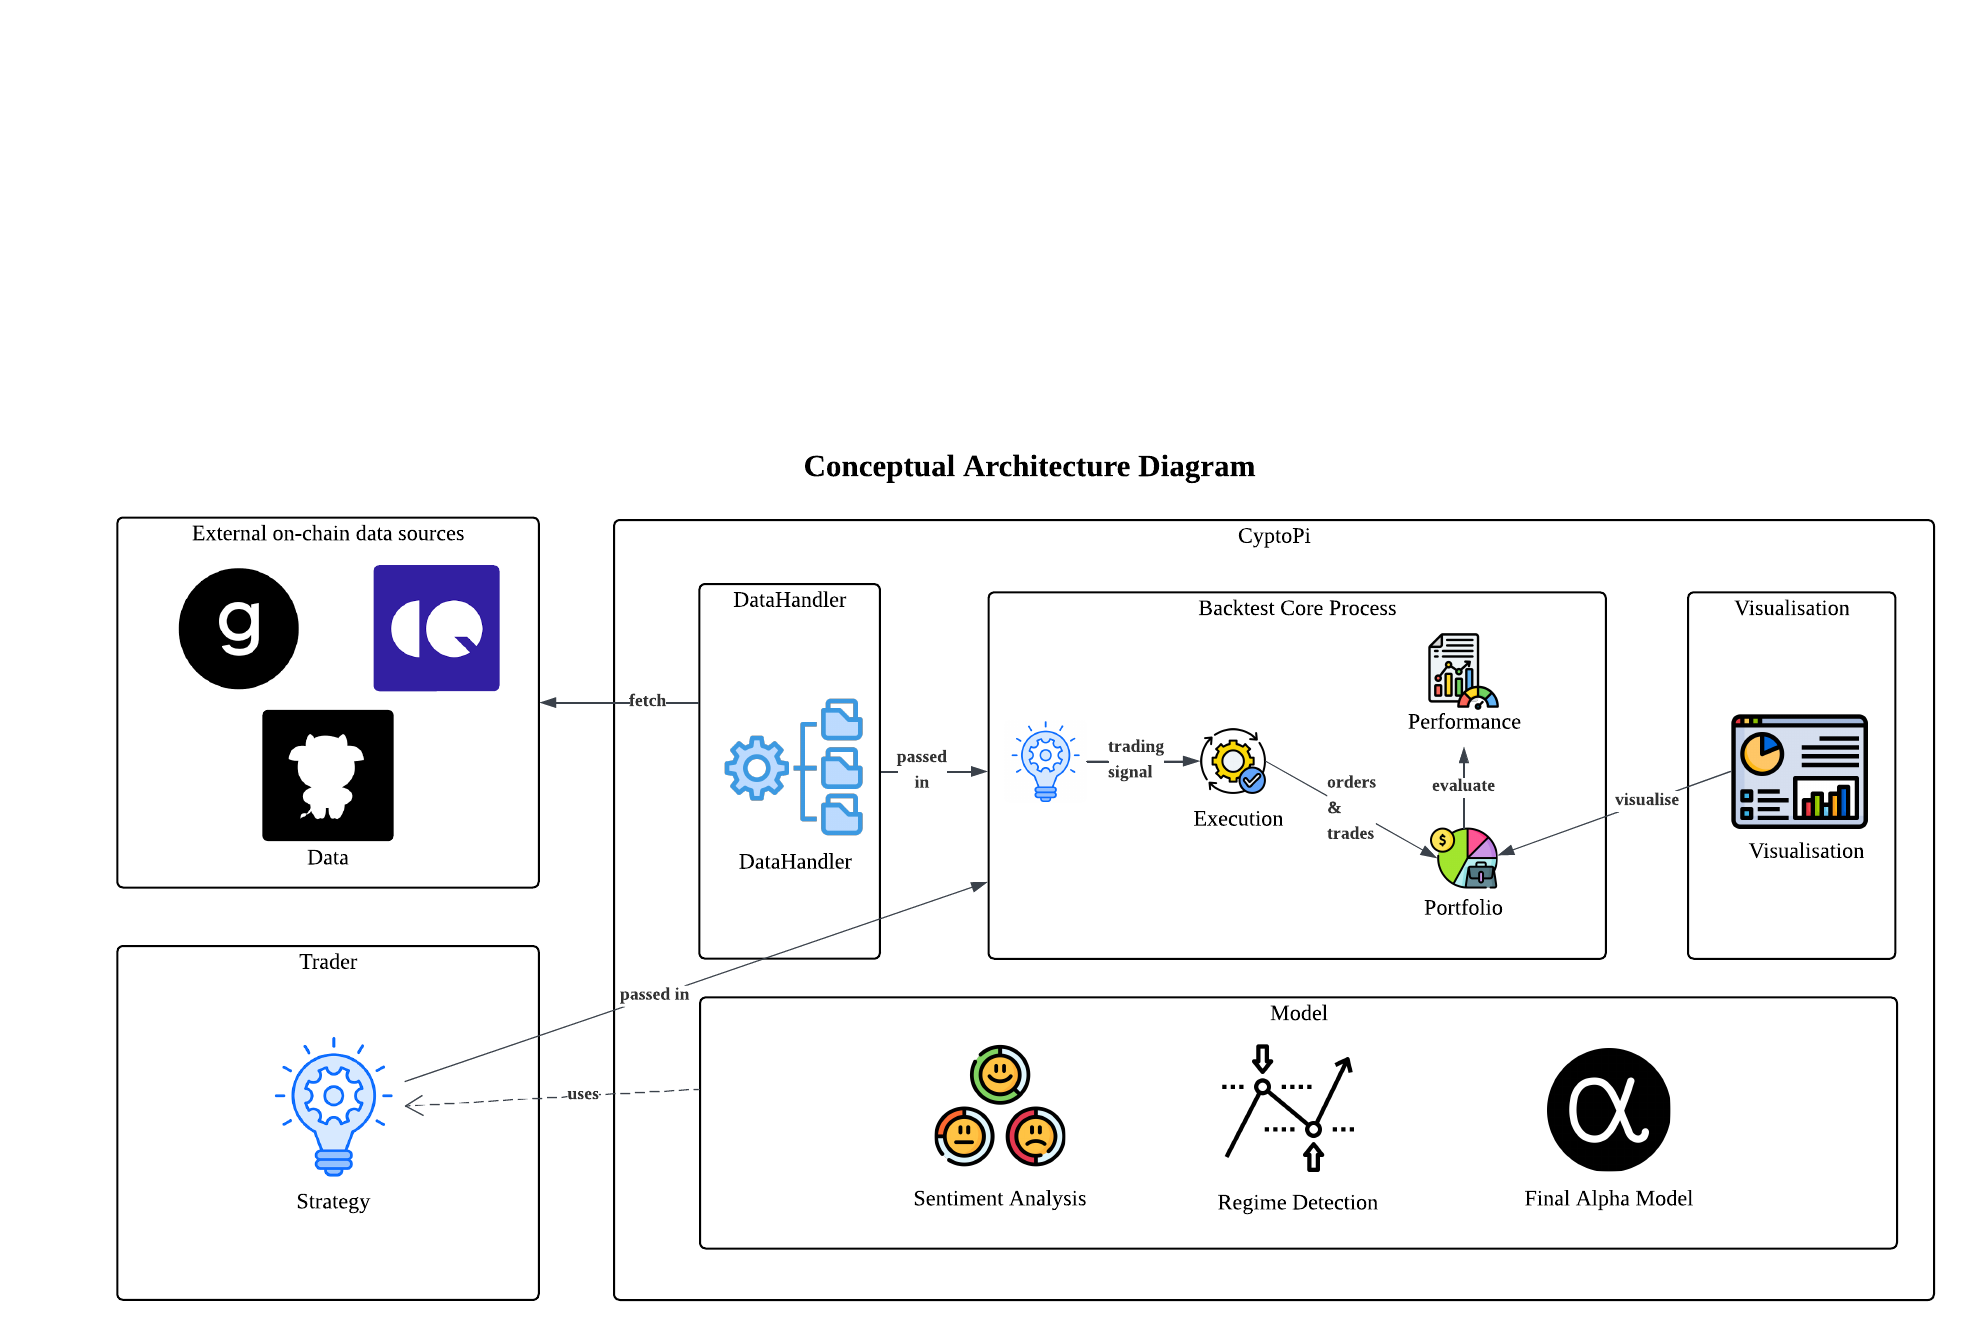 Conceptual Architecture Diagram
External on-chain data sources
g
Data
Trader
Strategy
CyptoPi
fetch
DataHandler
DataHandler
passed
in
Backtest Core Process
trading
signal
Execution
orders
&
trades
Performance
evaluate
$
Portfolio
visualise
Visualisation
Visualisation
passed in
uses
Model
Sentiment Analysis
Regime Detection
α
Final Alpha Model